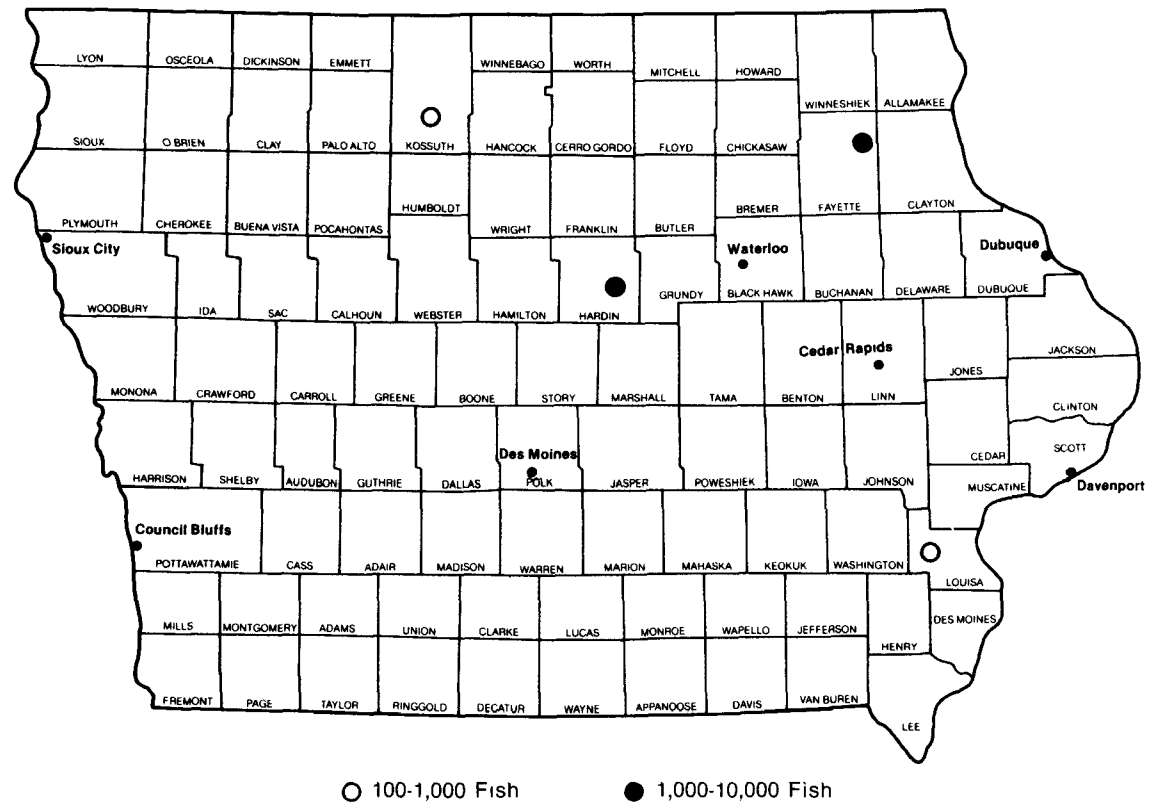 LYON OSCEOLA DICKINSON EMMETT WINNEBAGO WORTH MITCHELL HOWARD
WINNESHIEK ALLAMAKEE
SIOUX O BRIEN CLAY PALO ALTO KOSSUTH HANCOCK CERRO GORDO FLOYD CHICKASAW
HUMBOLDT BREMER FAYETTE CLAYTON
PLYMOUTH CHEROKEE BUENA VISTA POCAHONTAS WRIGHT FRANKLIN BUTLER
Sioux City Waterloo Dubuque
WOODBURY IDA SAC CALHOUN WEBSTER HAMILTON HARDIN GRUNDY BLACK HAWK BUCHANAN DELAWARE DUBUQUE
Cedar Rapids JACKSON
JONES
MONONA CRAWFORD CARROLL GREENE BOONE STORY MARSHALL TAMA BENTON LINN CLINTON
Des Moines CEDAR SCOTT
HARRISON SHELBY AUDUBON GUTHRIE DALLAS POLK JASPER POWESHIEK IOWA JOHNSON MUSCATINE Davenport
Council Bluffs
POTTAWATTAMIE CASS ADAIR MADISON WARREN MARION MAHASKA KEOKUK WASHINGTON
LOUISA
MILLS MONTGOMERY ADAMS UNION CLARKE LUCAS MONROE WAPELLO JEFFERSON HENRY DES MOINES
FREMONT PAGE TAYLOR RINGGOLD DECATUR WAYNE APPANOOSE DAVIS VAN BUREN
LEE
100-1,000 Fish 1,000-10,000 Fish